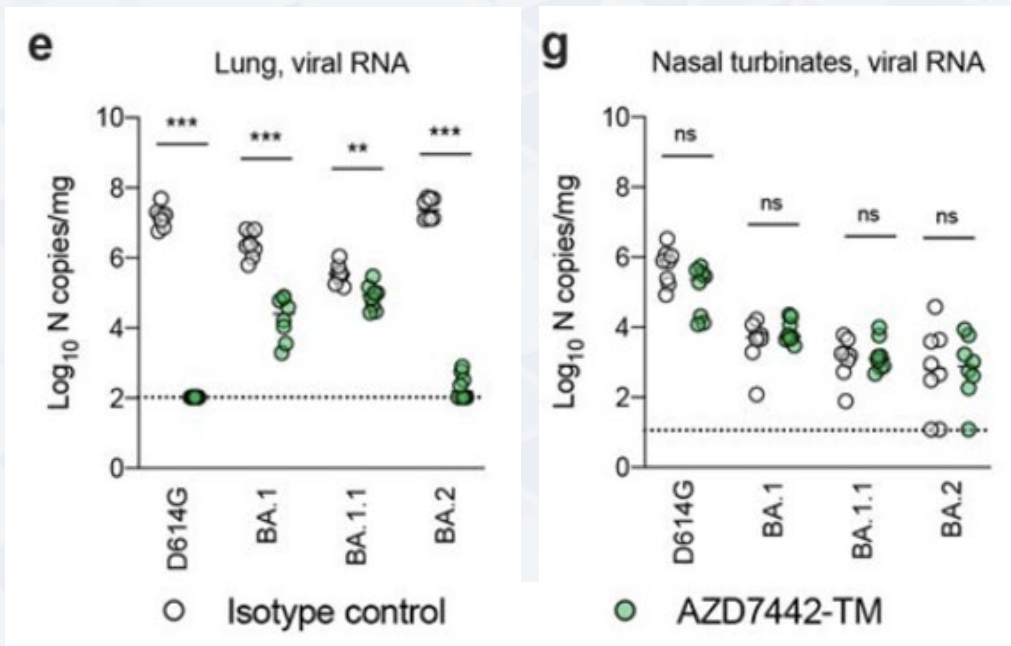 e
Lung, viral RNA
Log10 N copies/mg
10
8
6
4
2
0
***
***
**
***
D614G
BA.1
BA.1.1
BA.2
g
Nasal turbinates, viral RNA
Log10 N copies/mg
10
8
6
4
2
0
ns
ns
ns
ns
D614G
BA.1
BA.1.1
BA.2
Isotype control
AZD7442-TM